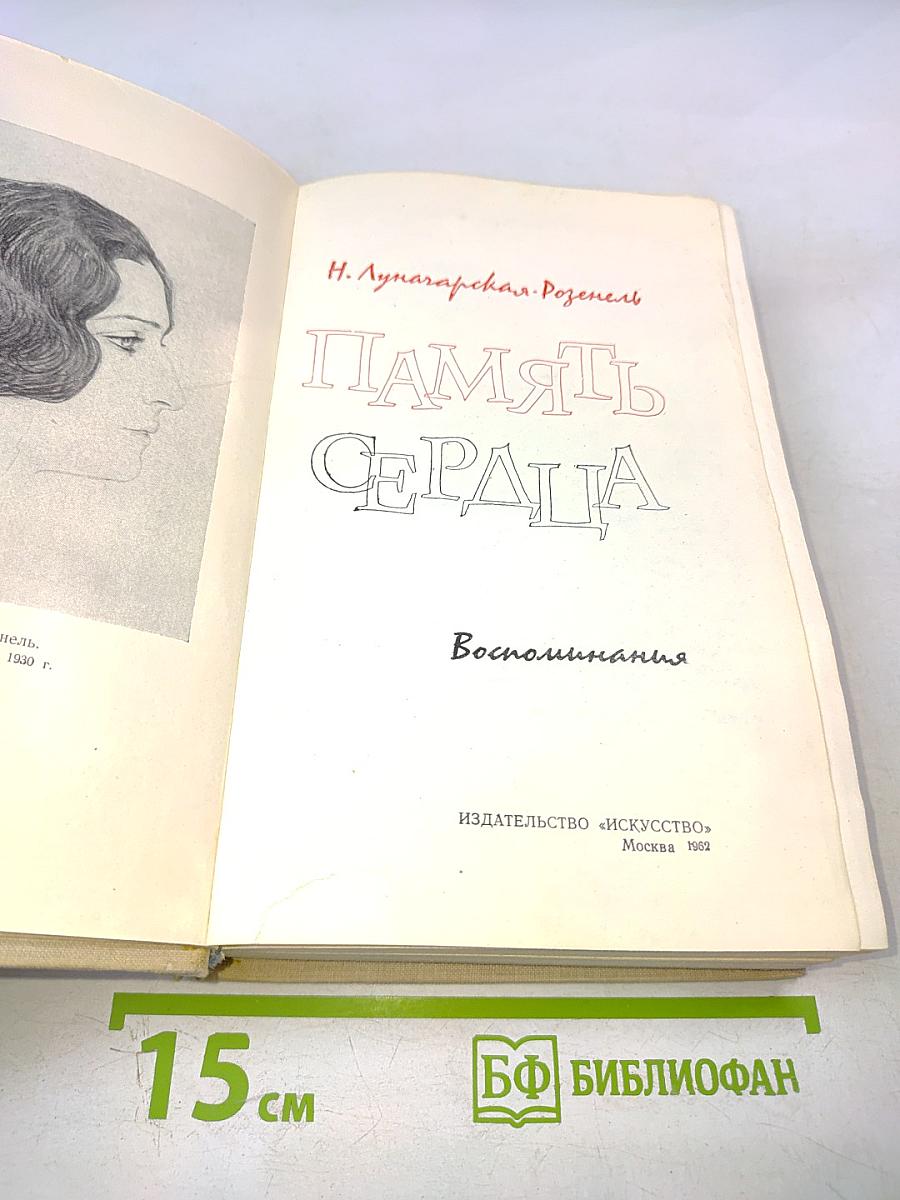 нель.
1930 г.
Н. Луначарская-Розенель
ПАМЯТЬ
СЕРДЦА
Воспоминания
ИЗДАТЕЛЬСТВО «ИСКУССТВО»
Москва 1962
15 см
БФ БИБЛИОФАН